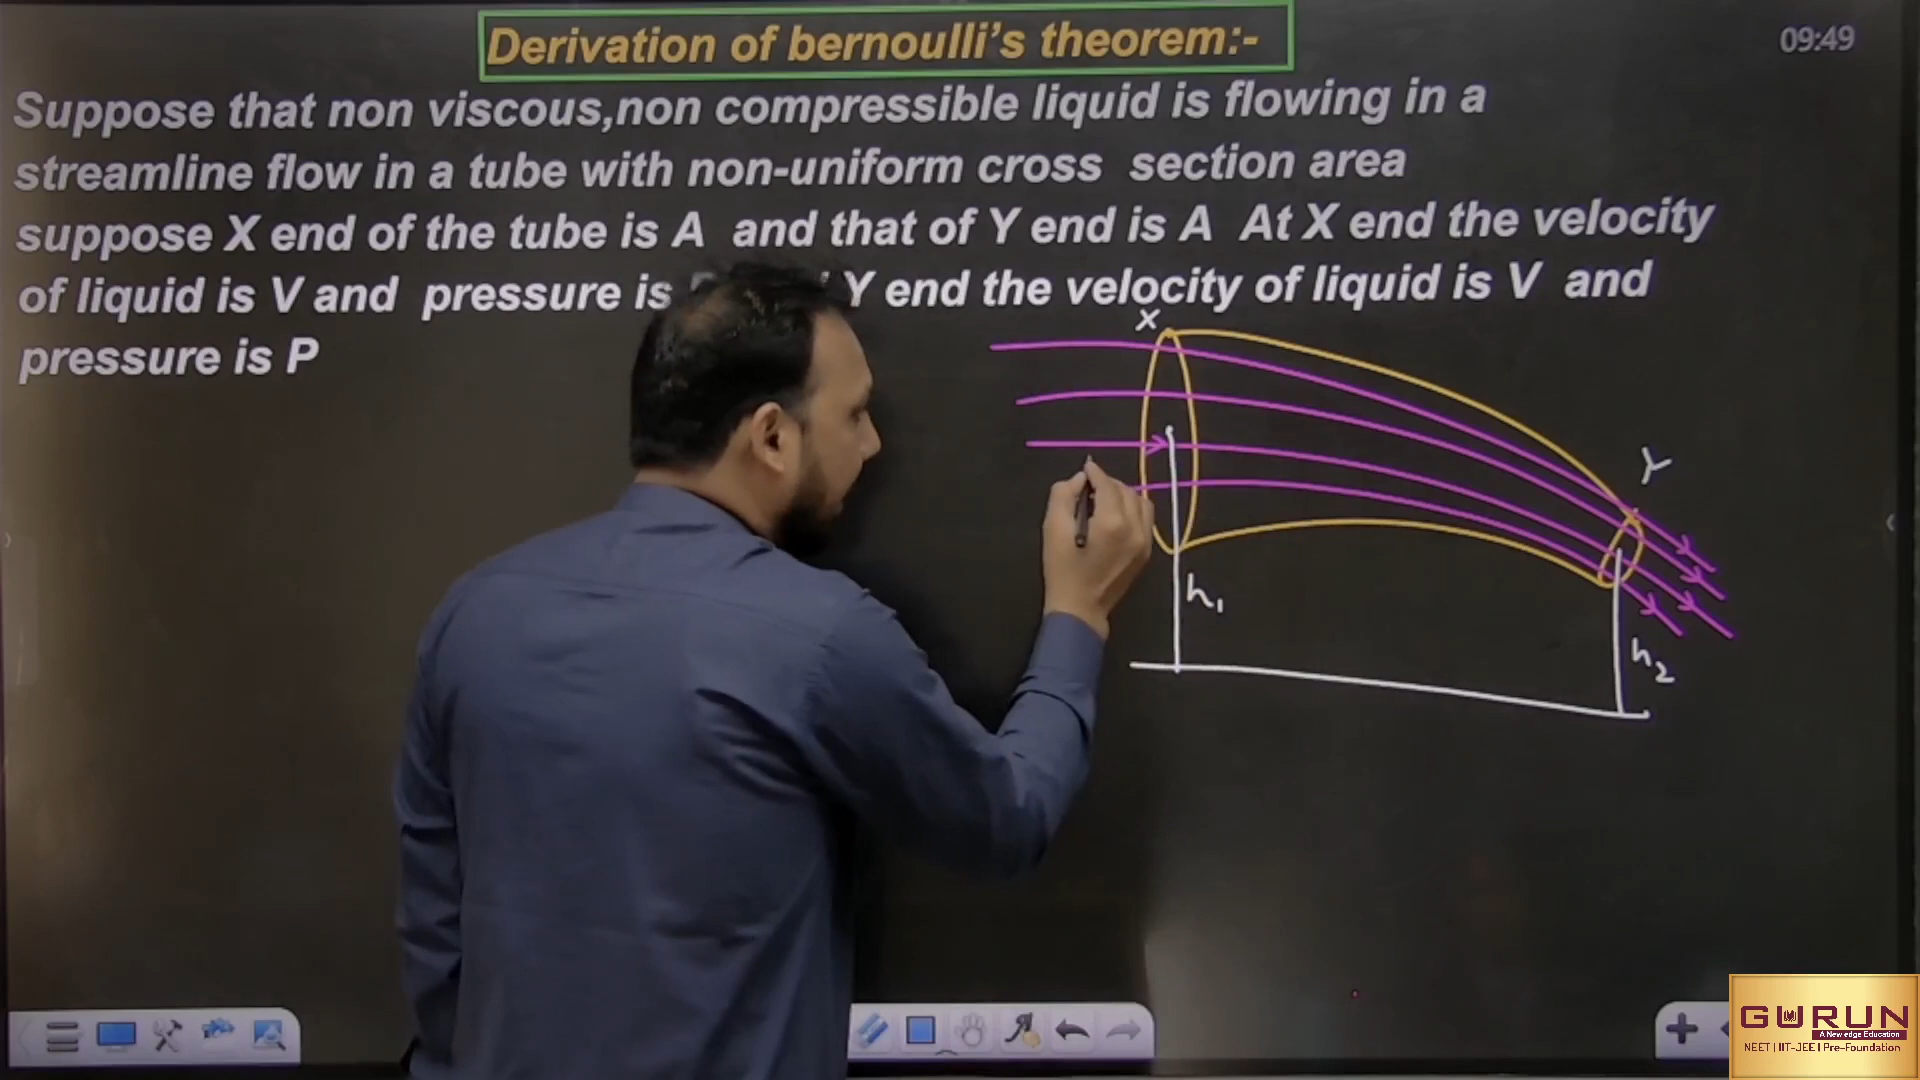 Derivation of bernoulli's theorem:-
09:49
Suppose that non viscous,non compressible liquid is flowing in a
streamline flow in a tube with non-uniform cross section area
suppose X end of the tube is A and that of Y end is A At X end the velocity
of liquid is V and pressure is Y end the velocity of liquid is V and
pressure is P
X
Y
h1
h2
GURUKUN
A New edge Education
NEET | IIT-JEE | Pre-Foundation